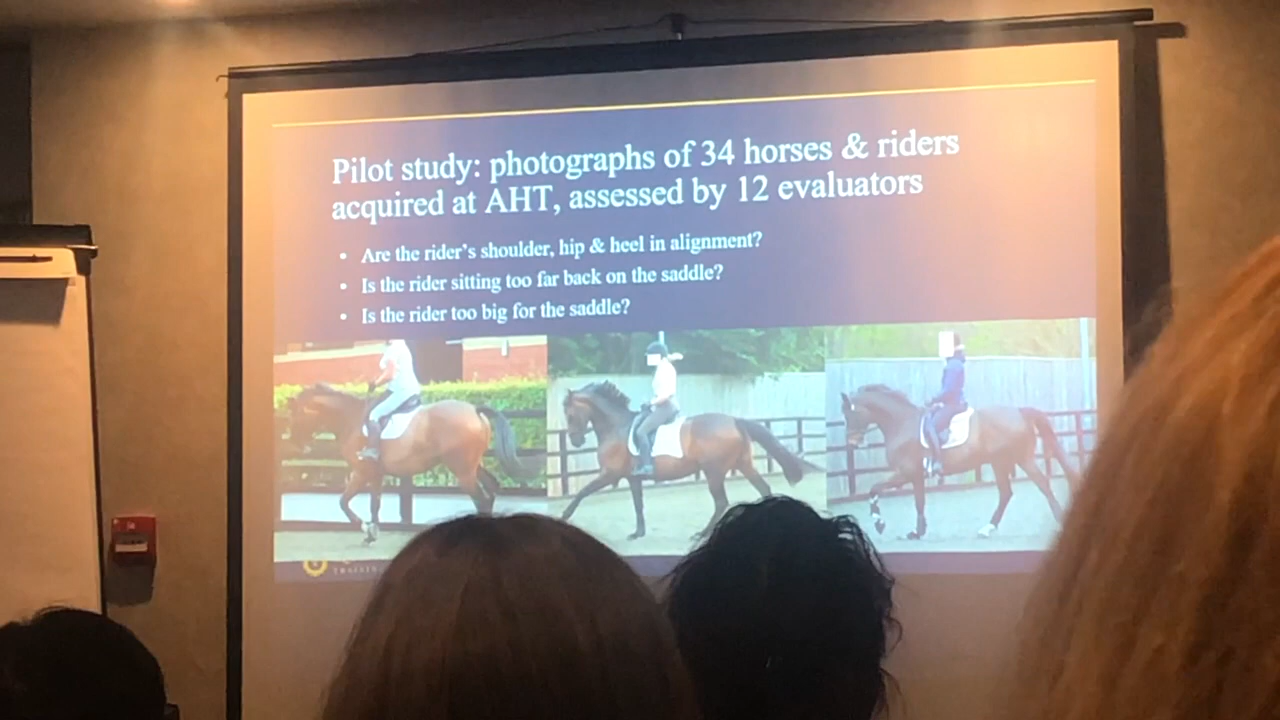 Pilot study: photographs of 34 horses & riders
acquired at AHT, assessed by 12 evaluators
• Are the rider's shoulder, hip & heel in alignment?
• Is the rider sitting too far back on the saddle?
• Is the rider too big for the saddle?